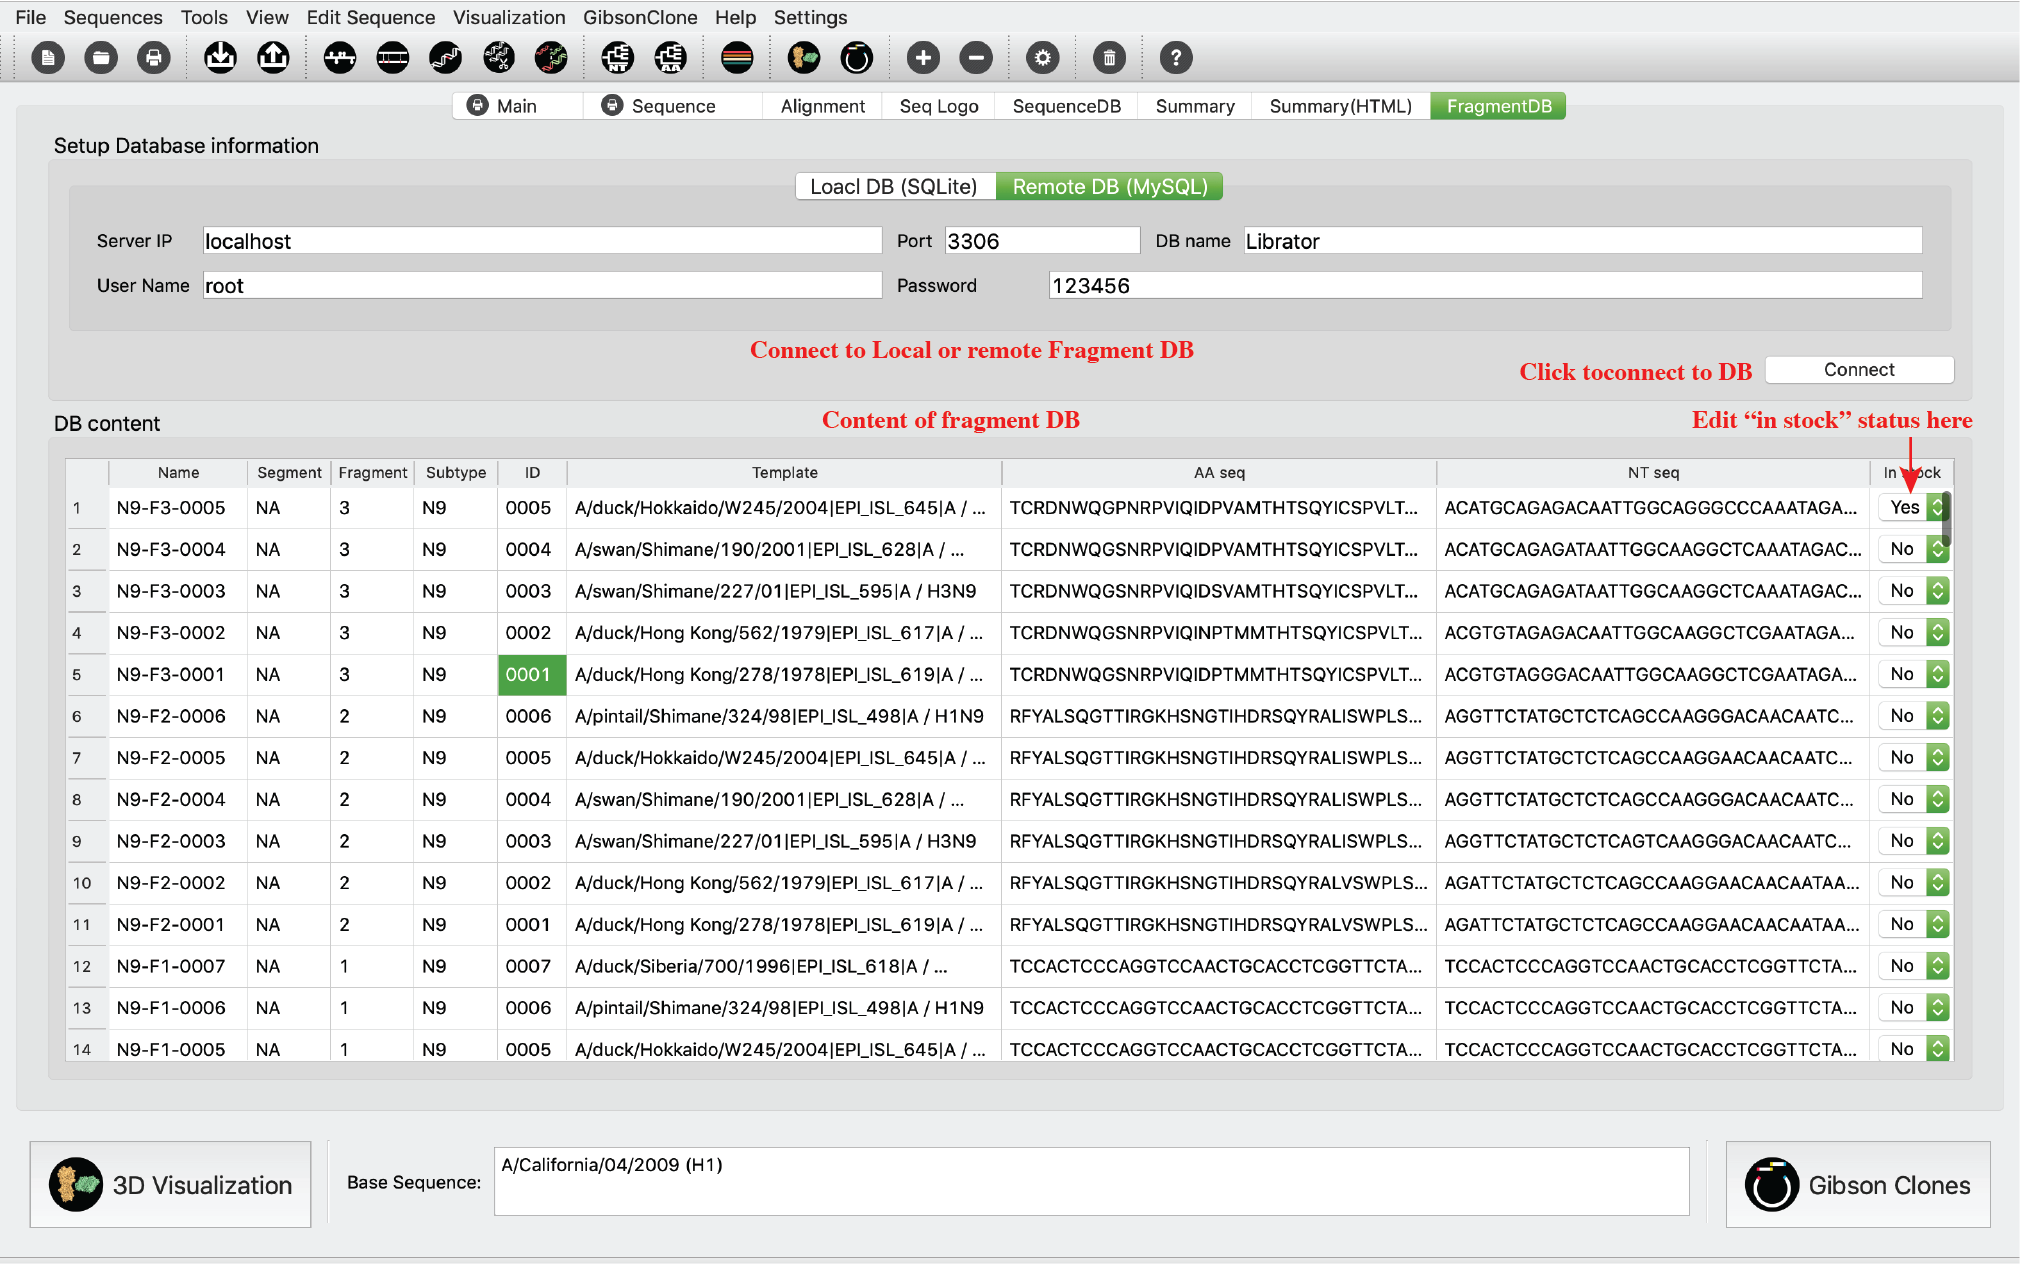 File Sequences Tools View Edit Sequence Visualization GibsonClone Help Settings
NT AA ?
Main Sequence Alignment Seq Logo SequenceDB Summary Summary(HTML) FragmentDB
Setup Database information
Loacl DB (SQLite) Remote DB (MySQL)
Server IP localhost Port 3306 DB name Librator
User Name root Password 123456
Connect to Local or remote Fragment DB
Click toconnect to DB Connect
DB content Content of fragment DB Edit “in stock” status here
Name Segment Fragment Subtype ID Template AA seq NT seq In
1 N9-F3-0005 NA 3 N9 0005 A/duck/Hokkaido/W245/2004|EPI_ISL_645|A / ... TCRDNWQGPNRPVIQIDPVAMTHTSQYICSPVLT... ACATGCAGAGACAATTGGCAGGGCCCAAATAGA... Yes
2 N9-F3-0004 NA 3 N9 0004 A/swan/Shimane/190/2001|EPI_ISL_628|A / ... TCRDNWQGSNRPVIQIDPVAMTHTSQYICSPVLT... ACATGCAGAGATAATTGGCAAGGCTCAAATAGAC... No
3 N9-F3-0003 NA 3 N9 0003 A/swan/Shimane/227/01|EPI_ISL_595|A / H3N9 TCRDNWQGSNRPVIQIDSVAMTHTSQYICSPVLT... ACATGCAGAGATAATTGGCAAGGCTCAAATAGAC... No
4 N9-F3-0002 NA 3 N9 0002 A/duck/Hong Kong/562/1979|EPI_ISL_617|A / ... TCRDNWQGSNRPVIQINPTMMTHTSQYICSPVLT... ACGTGTAGAGACAATTGGCAAGGCTCGAATAGA... No
5 N9-F3-0001 NA 3 N9 0001 A/duck/Hong Kong/278/1978|EPI_ISL_619|A / ... TCRDNWQGSNRPVIQIDPTMMTHTSQYICSPVLT... ACGTGTAGGGACAATTGGCAAGGCTCGAATAGA... No
6 N9-F2-0006 NA 2 N9 0006 A/pintail/Shimane/324/98|EPI_ISL_498|A / H1N9 RFYALSQGTTIRGKHSNGTIHDRSQYRALISWPLS... AGGTTCTATGCTCTCAGCCAAGGGACAACAATC... No
7 N9-F2-0005 NA 2 N9 0005 A/duck/Hokkaido/W245/2004|EPI_ISL_645|A / ... RFYALSQGTTIRGKHSNGTIHDRSQYRALISWPLS... AGGTTCTATGCTCTCAGCCAAGGAACAACAATC... No
8 N9-F2-0004 NA 2 N9 0004 A/swan/Shimane/190/2001|EPI_ISL_628|A / ... RFYALSQGTTIRGKHSNGTIHDRSQYRALISWPLS... AGGTTCTATGCTCTCAGCCAAGGGACAACAATC... No
9 N9-F2-0003 NA 2 N9 0003 A/swan/Shimane/227/01|EPI_ISL_595|A / H3N9 RFYALSQGTTIRGKHSNGTIHDRSQYRALISWPLS... AGGTTCTATGCTCTCAGTCAAGGGACAACAATC... No
10 N9-F2-0002 NA 2 N9 0002 A/duck/Hong Kong/562/1979|EPI_ISL_617|A / ... RFYALSQGTTIRGKHSNGTIHDRSQYRALVSWPLS... AGATTCTATGCTCTCAGCCAAGGAACAACAATAA... No
11 N9-F2-0001 NA 2 N9 0001 A/duck/Hong Kong/278/1978|EPI_ISL_619|A / ... RFYALSQGTTIRGKHSNGTIHDRSQYRALVSWPLS... AGATTCTATGCTCTCAGCCAAGGAACAACAATAA... No
12 N9-F1-0007 NA 1 N9 0007 A/duck/Siberia/700/1996|EPI_ISL_618|A / ... TCCACTCCCAGGTCCAACTGCACCTCGGTTCTA... TCCACTCCCAGGTCCAACTGCACCTCGGTTCTA... No
13 N9-F1-0006 NA 1 N9 0006 A/pintail/Shimane/324/98|EPI_ISL_498|A / H1N9 TCCACTCCCAGGTCCAACTGCACCTCGGTTCTA... TCCACTCCCAGGTCCAACTGCACCTCGGTTCTA... No
14 N9-F1-0005 NA 1 N9 0005 A/duck/Hokkaido/W245/2004|EPI_ISL_645|A / ... TCCACTCCCAGGTCCAACTGCACCTCGGTTCTA... TCCACTCCCAGGTCCAACTGCACCTCGGTTCTA... No
3D Visualization Base Sequence: A/California/04/2009 (H1) Gibson Clones